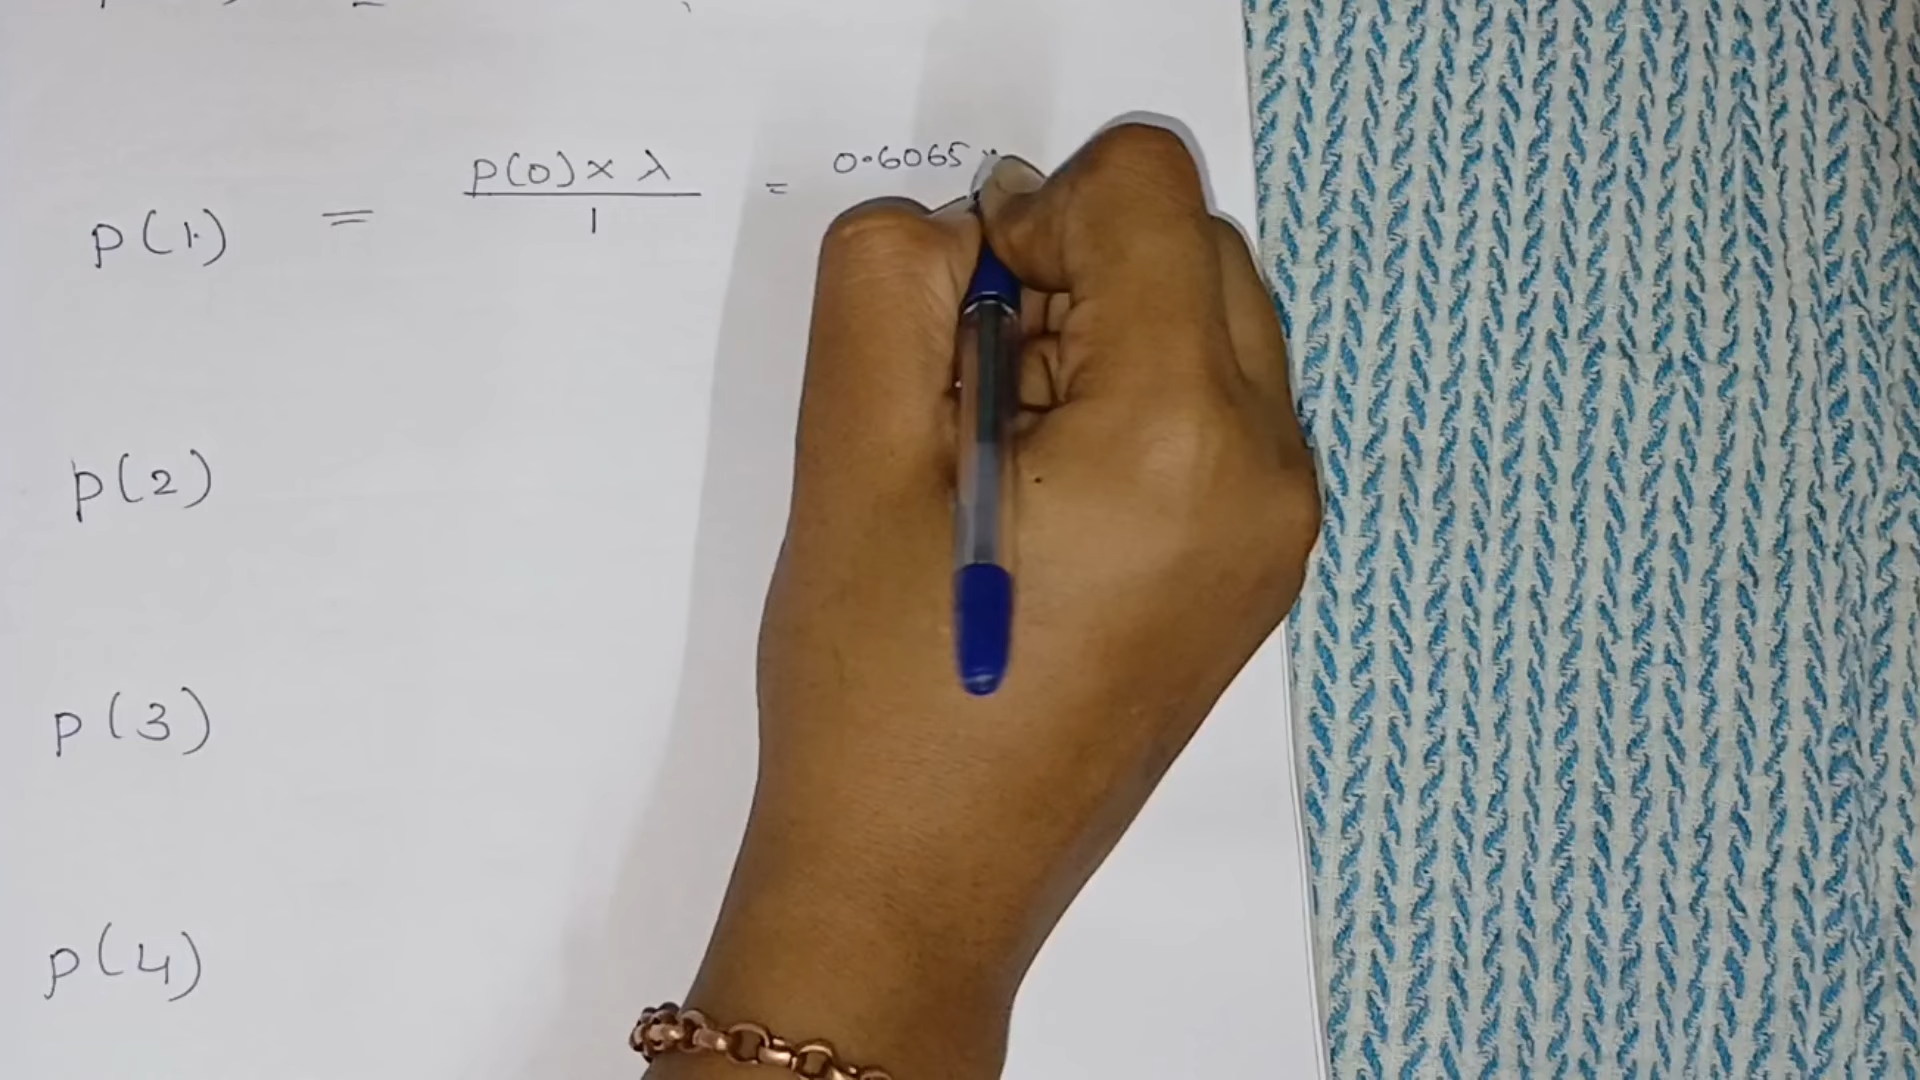 p(1) = p(0) × λ / 1 = 0.6065 ×
p(2)
p(3)
p(4)